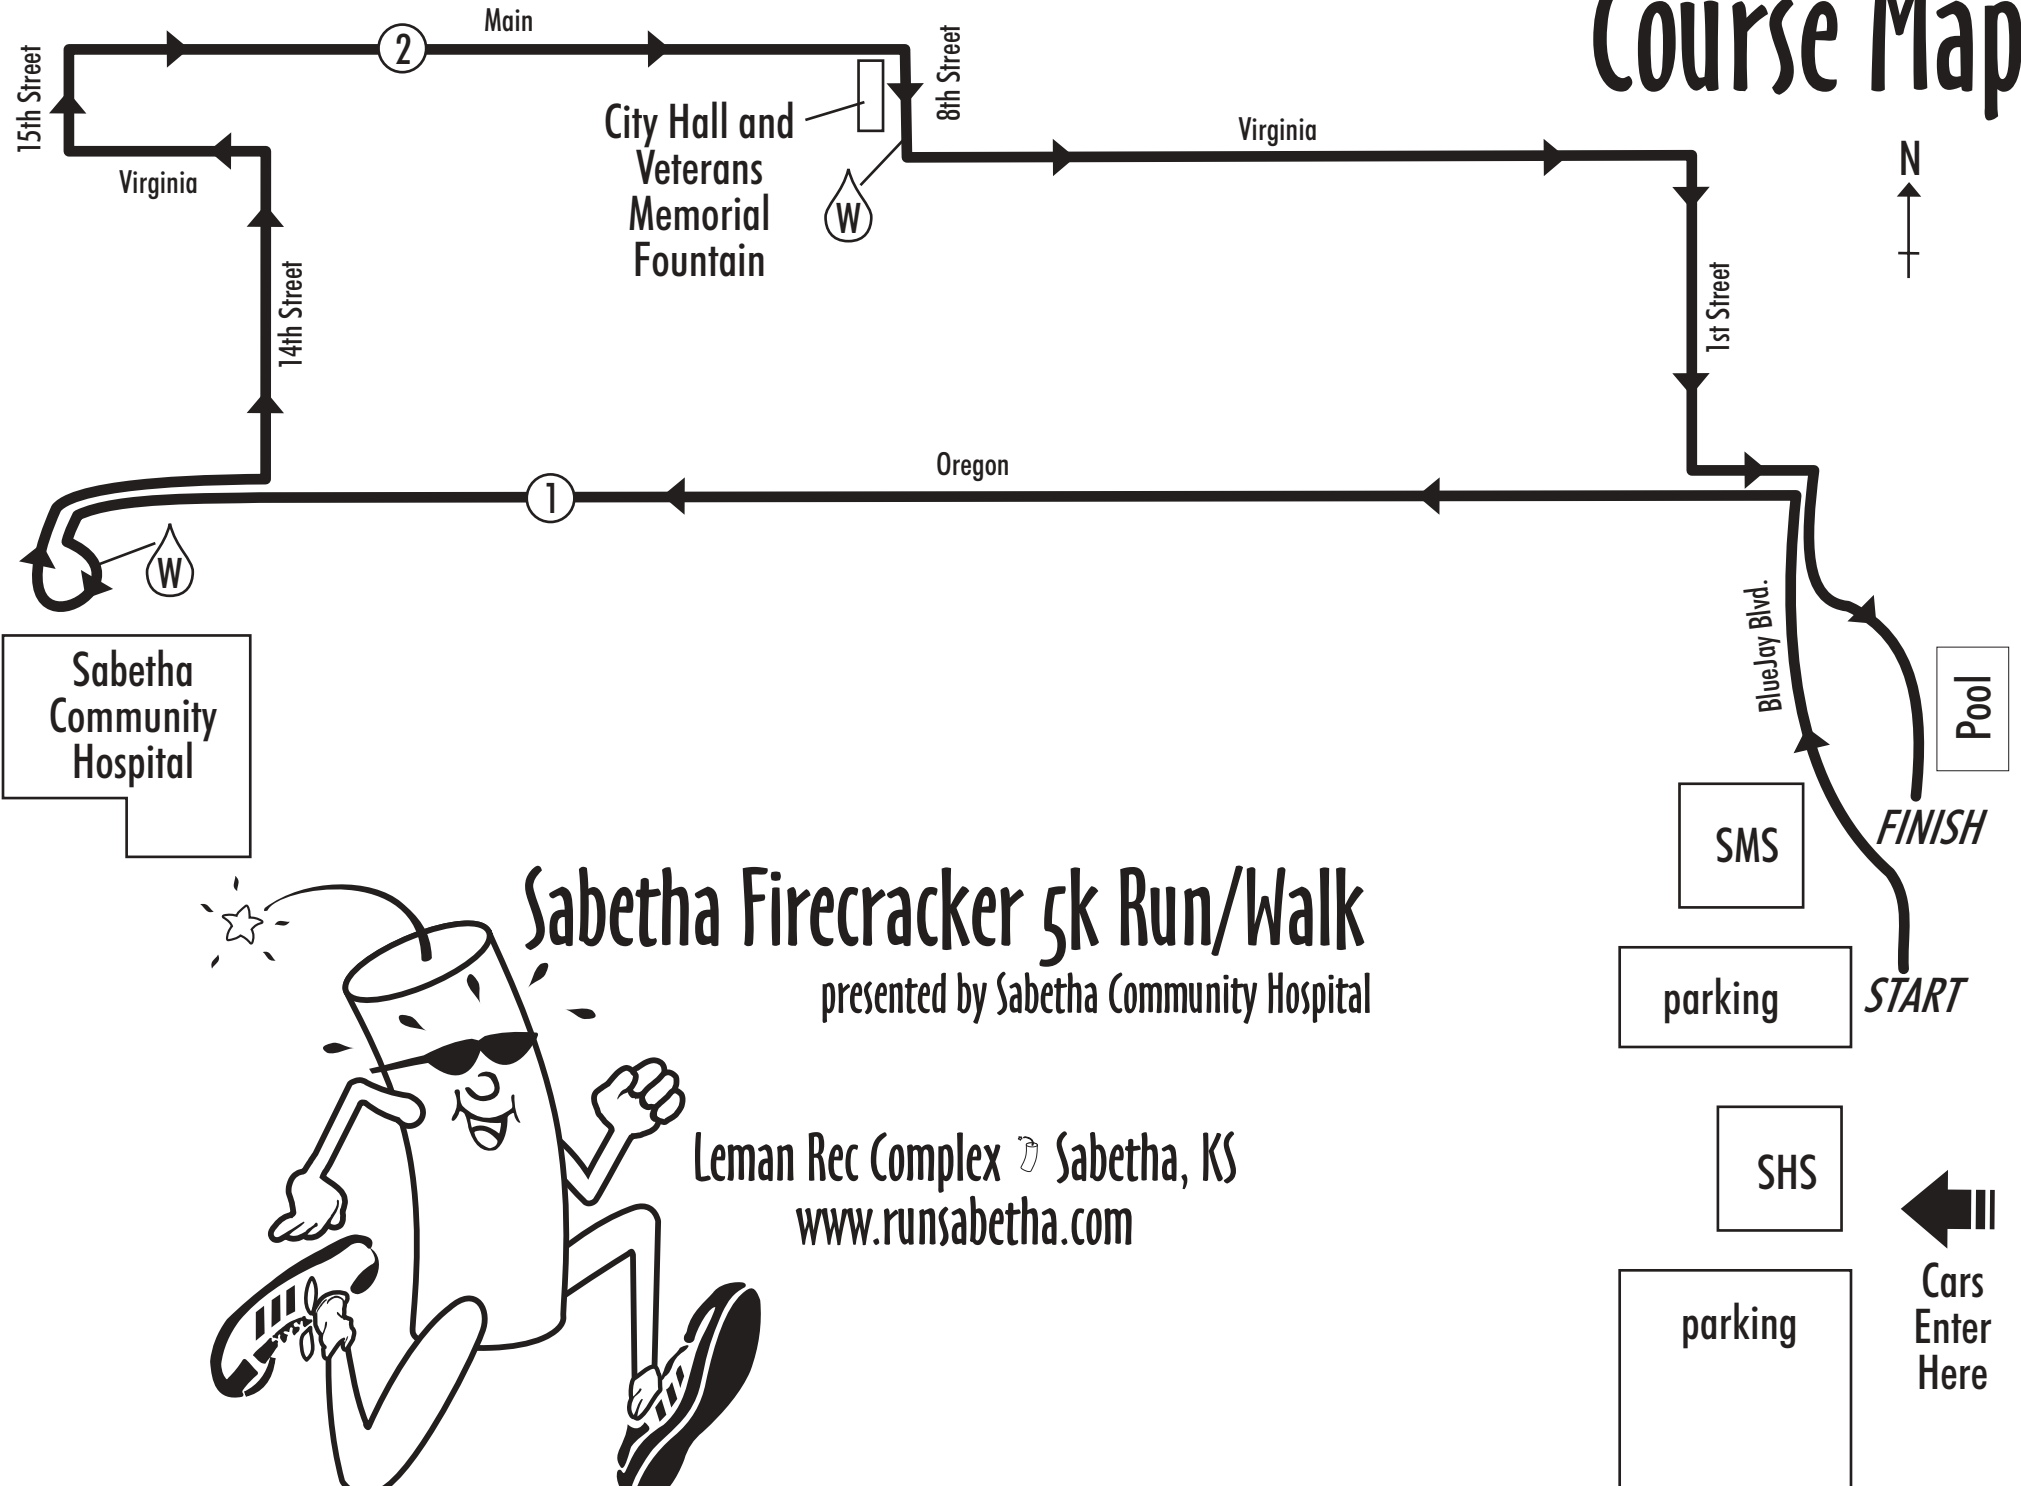 Course Map
Main
2
15th Street
8th Street
City Hall and
Veterans
Memorial
Fountain
W
Virginia
N
Virginia
14th Street
1st Street
Oregon
1
W
BlueJay Blvd.
Sabetha
Community
Hospital
Pool
FINISH
SMS
Sabetha Firecracker 5k Run/Walk
presented by Sabetha Community Hospital
parking
START
Leman Rec Complex Sabetha, KS
www.runsabetha.com
SHS
Cars
Enter
Here
parking